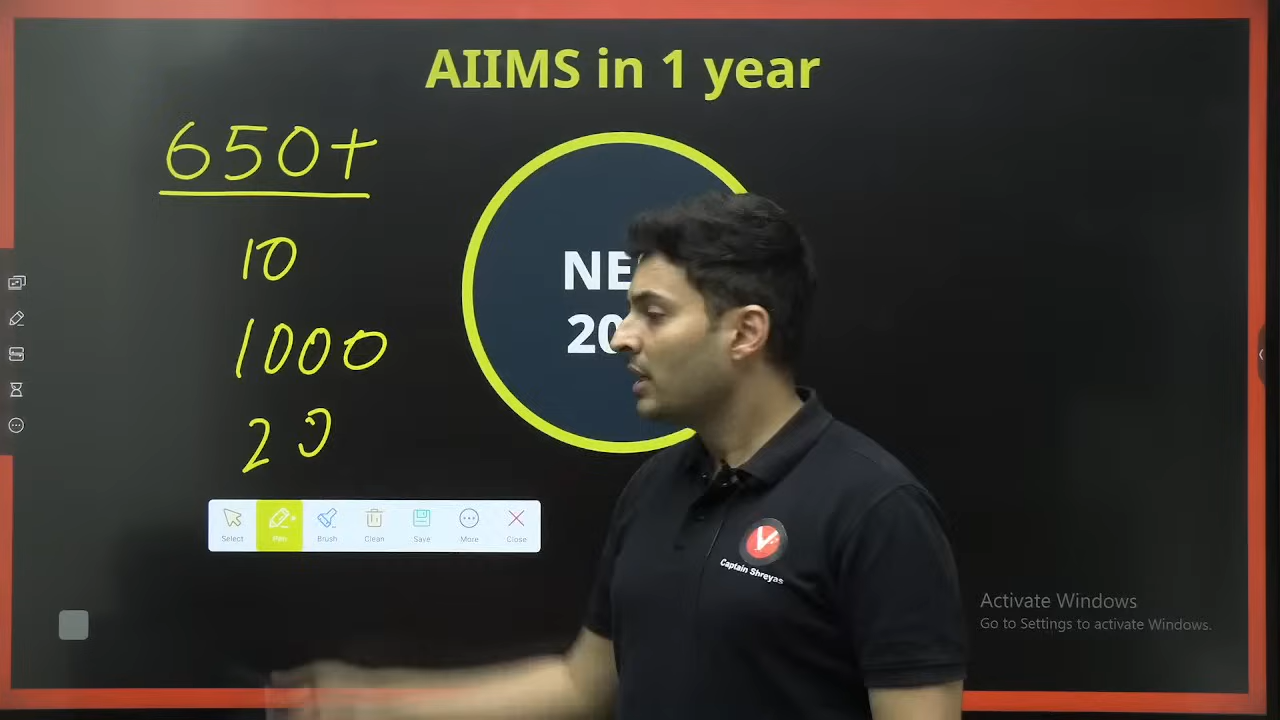 AIIMS in 1 year
650+
10
1000
20
Select
Pen
Brush
Clean
Save
More
Close
Captain Shreyas
Activate Windows
Go to Settings to activate Windows.